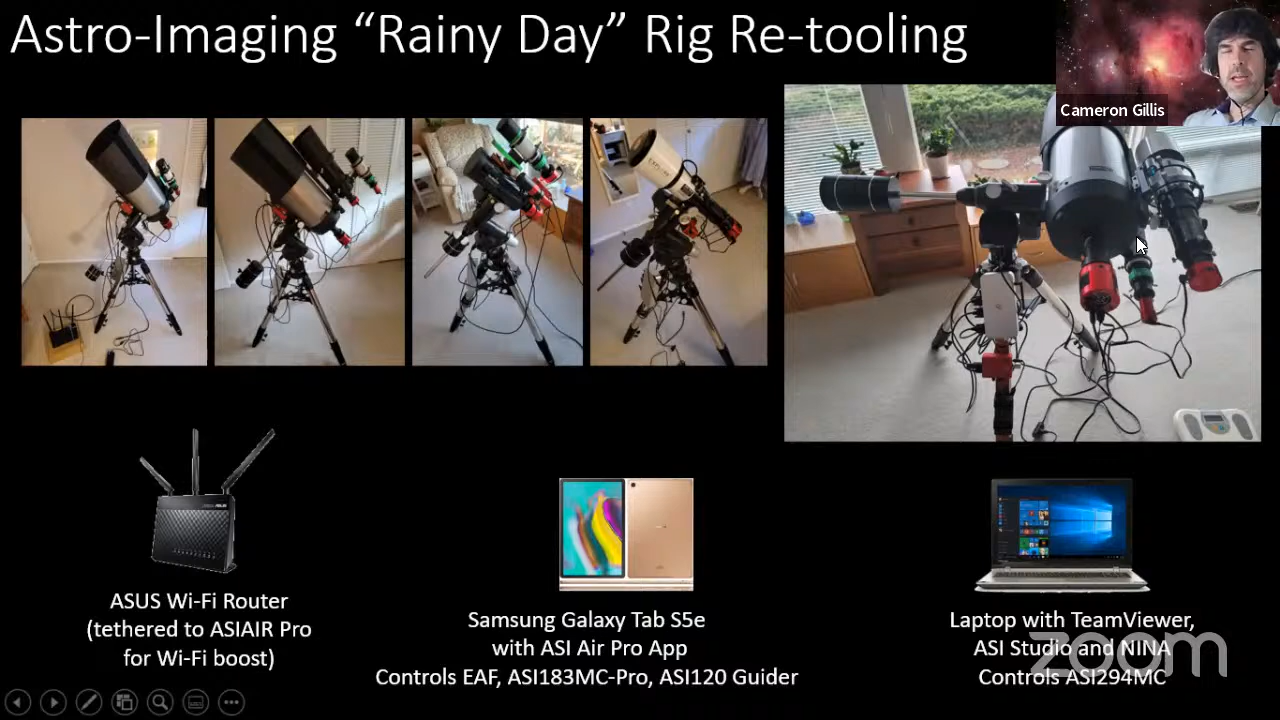 Astro-Imaging “Rainy Day” Rig Re-tooling
Cameron Gillis
ASUS Wi-Fi Router
(tethered to ASIAIR Pro
for Wi-Fi boost)
Samsung Galaxy Tab S5e
with ASI Air Pro App
Controls EAF, ASI183MC-Pro, ASI120 Guider
Laptop with TeamViewer,
ASI Studio and NINA
Controls ASI294MC
zoom